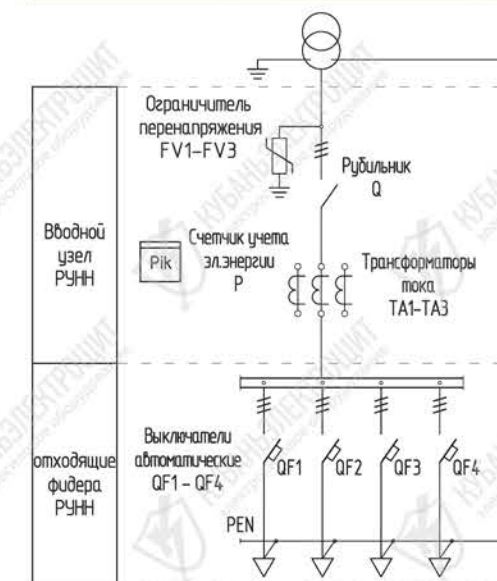 Ограничитель
перенапряжения
FV1-FV3
Рубильник
Q
Вводной
узел
РУНН
Pik
Счетчик учета
эл.энергии
P
Трансформаторы
тока
TA1-TA3
отходящие
фидера
РУНН
Выключатели
автоматические
QF1 - QF4
QF1
QF2
QF3
QF4
PEN
КУБАНЬЭЛЕКТРОЩИТ